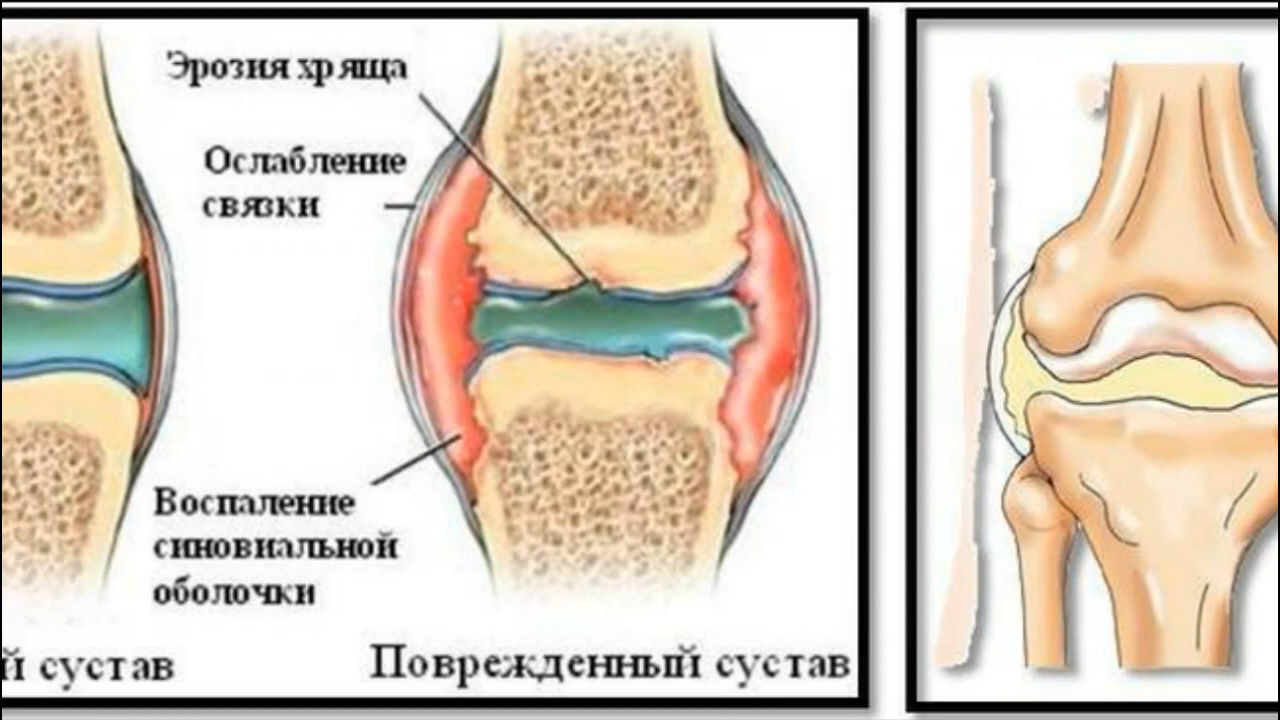 Эрозия хряща
Ослабление
связки
Воспаление
синовиальной
оболочки
й сустав
Поврежденный сустав